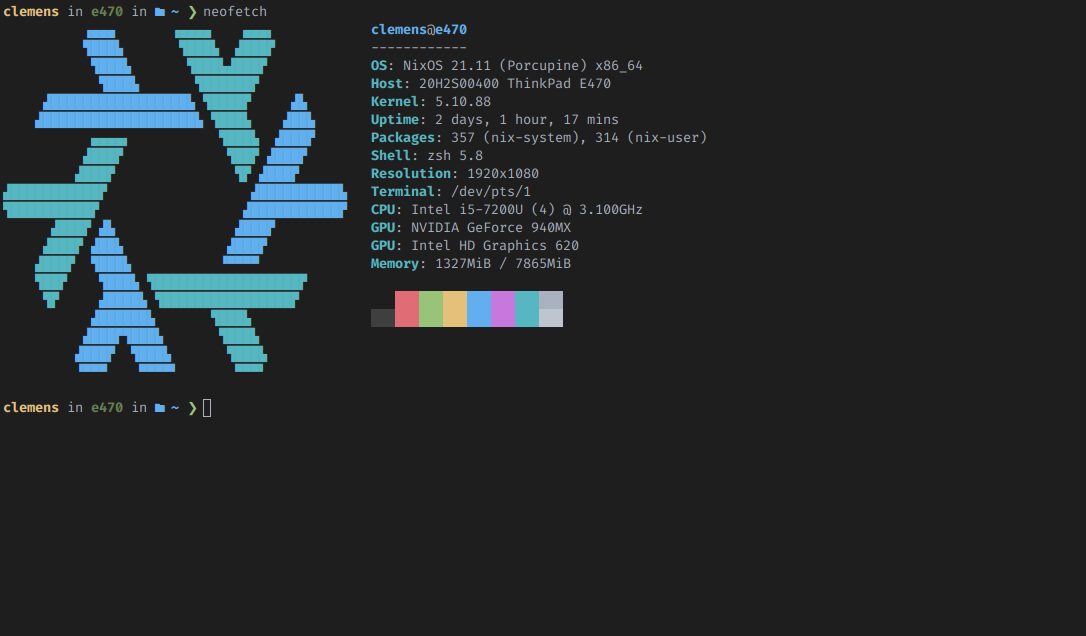 clemens in e470 in ~ ❯ neofetch
clemens@e470
------------
OS: NixOS 21.11 (Porcupine) x86_64
Host: 20H2S00400 ThinkPad E470
Kernel: 5.10.88
Uptime: 2 days, 1 hour, 17 mins
Packages: 357 (nix-system), 314 (nix-user)
Shell: zsh 5.8
Resolution: 1920x1080
Terminal: /dev/pts/1
CPU: Intel i5-7200U (4) @ 3.100GHz
GPU: NVIDIA GeForce 940MX
GPU: Intel HD Graphics 620
Memory: 1327MiB / 7865MiB
clemens in e470 in ~ ❯